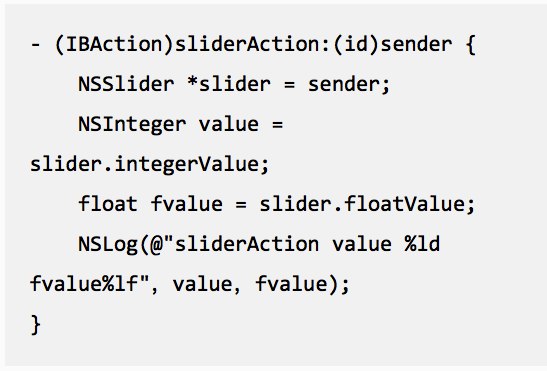 - (IBAction)sliderAction:(id)sender {
    NSSlider *slider = sender;
    NSInteger value =
slider.integerValue;
    float fvalue = slider.floatValue;
    NSLog(@"sliderAction value %ld
fvalue%lf", value, fvalue);
}